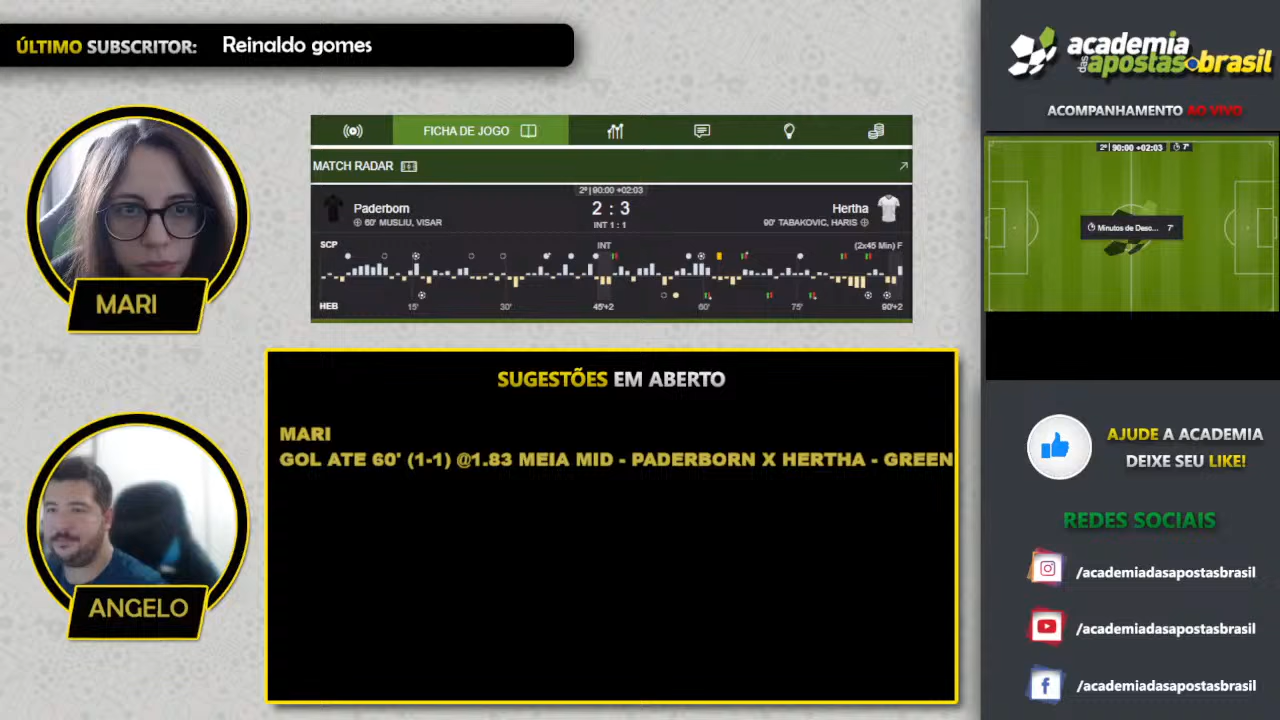 ÚLTIMO SUBSCRITOR: Reinaldo gomes
academia
das apostas brasil
ACOMPANHAMENTO AO VIVO
FICHA DE JOGO
MATCH RADAR
2º | 90:00 +02:03
Paderborn 2 : 3 Hertha
60' MUSLIU, VISAR INT 1 : 1 90' TABAKOVIC, HARIS
SCP INT (2x45 Min) F
HEB 15' 30' 45'+2 60' 75' 90'+2
2º | 90:00 +02:03 7'
Minutos de Desc... 7'
MARI
ANGELO
SUGESTÕES EM ABERTO
MARI
GOL ATE 60' (1-1) @1.83 MEIA MID - PADERBORN X HERTHA - GREEN
AJUDE A ACADEMIA
DEIXE SEU LIKE!
REDES SOCIAIS
/academiadasapostasbrasil
/academiadasapostasbrasil
/academiadasapostasbrasil